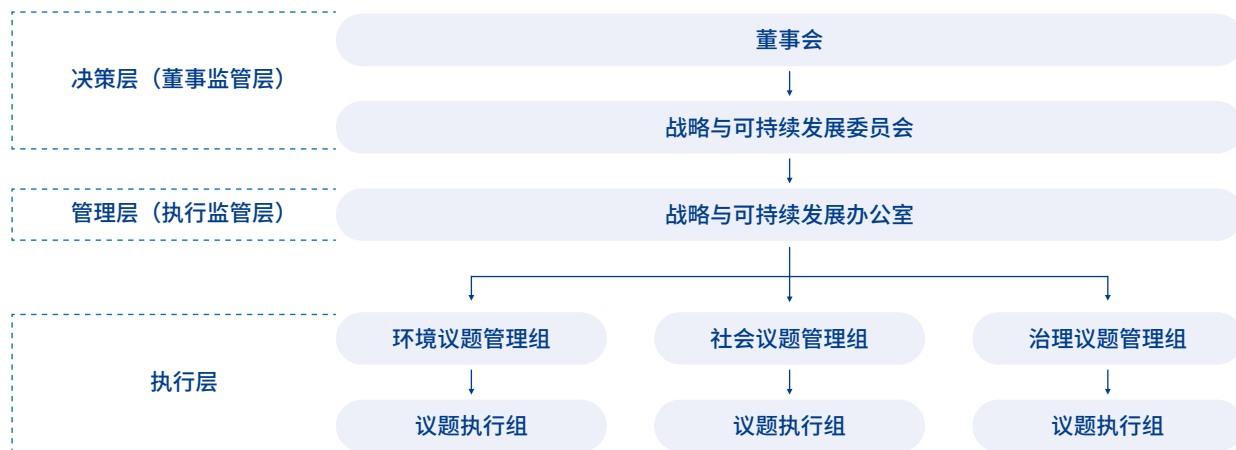 董事会
决策层（董事监管层）
战略与可持续发展委员会
管理层（执行监管层）
战略与可持续发展办公室
环境议题管理组
社会议题管理组
治理议题管理组
执行层
议题执行组
议题执行组
议题执行组